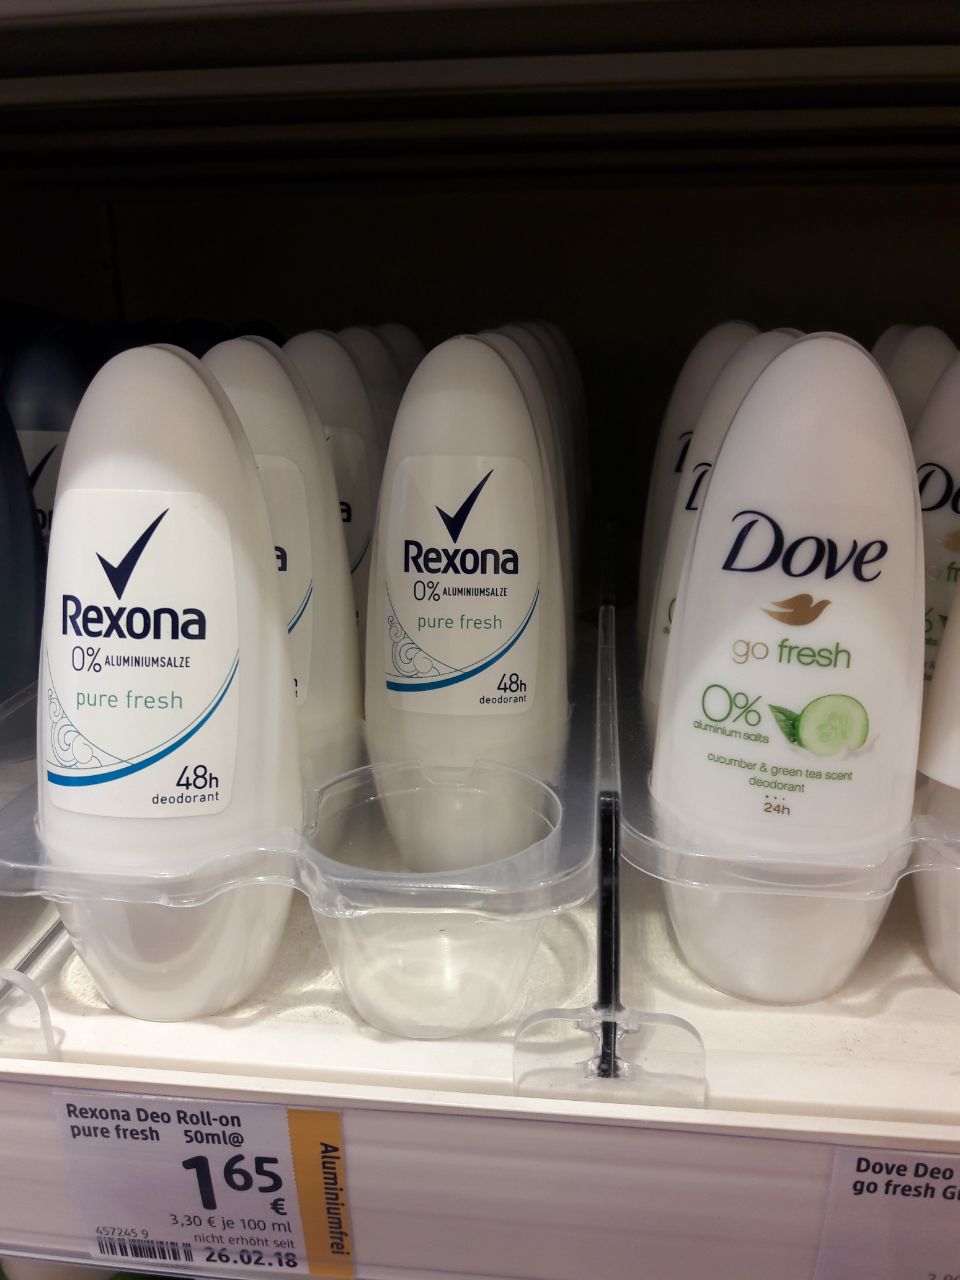 Rexona
0% ALUMINIUMSALZE
pure fresh
48h
deodorant
Rexona
0% ALUMINIUMSALZE
pure fresh
48h
deodorant
Dove
go fresh
0%
aluminium salts
cucumber & green tea scent
deodorant
24h
Rexona Deo Roll-on
pure fresh 50ml@
1 65
€
3,30 € je 100 ml
457245 9
nicht erhöht seit
26.02.18
Aluminiumfrei
Dove Deo
go fresh